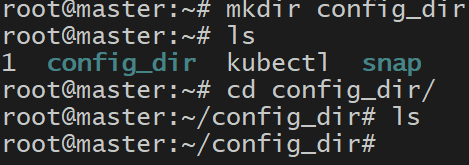 root@master:~# mkdir config_dir
root@master:~# ls
1  config_dir  kubectl  snap
root@master:~# cd config_dir/
root@master:~/config_dir# ls
root@master:~/config_dir#